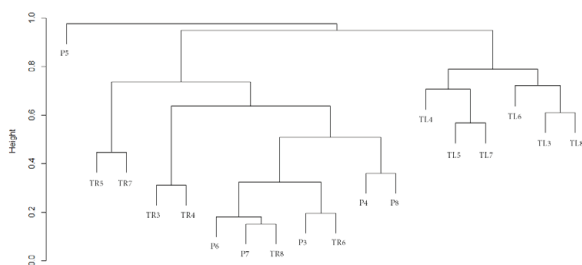 Height
1.0
0.8
0.6
0.4
0.2
0.0
P5
TR5 TR7
TR3 TR4
P6
P7 TR8
P3 TR6
P4 P8
TL4
TL5 TL7
TL6
TL3 TL8